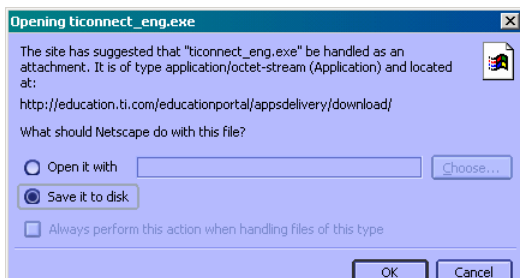 Opening ticonnect_eng.exe
The site has suggested that "ticonnect_eng.exe" be handled as an
attachment. It is of type application/octet-stream (Application) and located
at:
http://education.ti.com/educationportal/appsdelivery/download/
What should Netscape do with this file?
Open it with
Choose...
Save it to disk
Always perform this action when handling files of this type
OK
Cancel